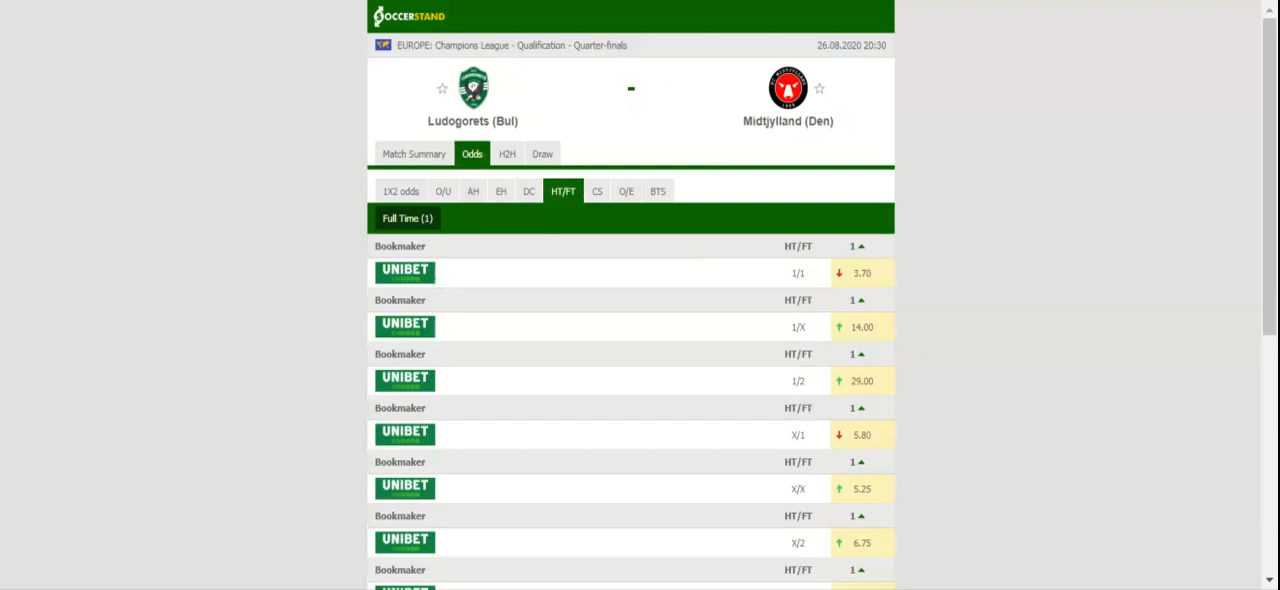 SOCCERSTAND
EUROPE: Champions League - Qualification - Quarter-finals 26.08.2020 20:30
-
Ludogorets (Bul) Midtjylland (Den)
Match Summary Odds H2H Draw
1X2 odds O/U AH EH DC HT/FT CS O/E BTS
Full Time (1)
Bookmaker HT/FT 1
UNIBET 1/1 3.70
Bookmaker HT/FT 1
UNIBET 1/X 14.00
Bookmaker HT/FT 1
UNIBET 1/2 29.00
Bookmaker HT/FT 1
UNIBET X/1 5.80
Bookmaker HT/FT 1
UNIBET X/X 5.25
Bookmaker HT/FT 1
UNIBET X/2 6.75
Bookmaker HT/FT 1